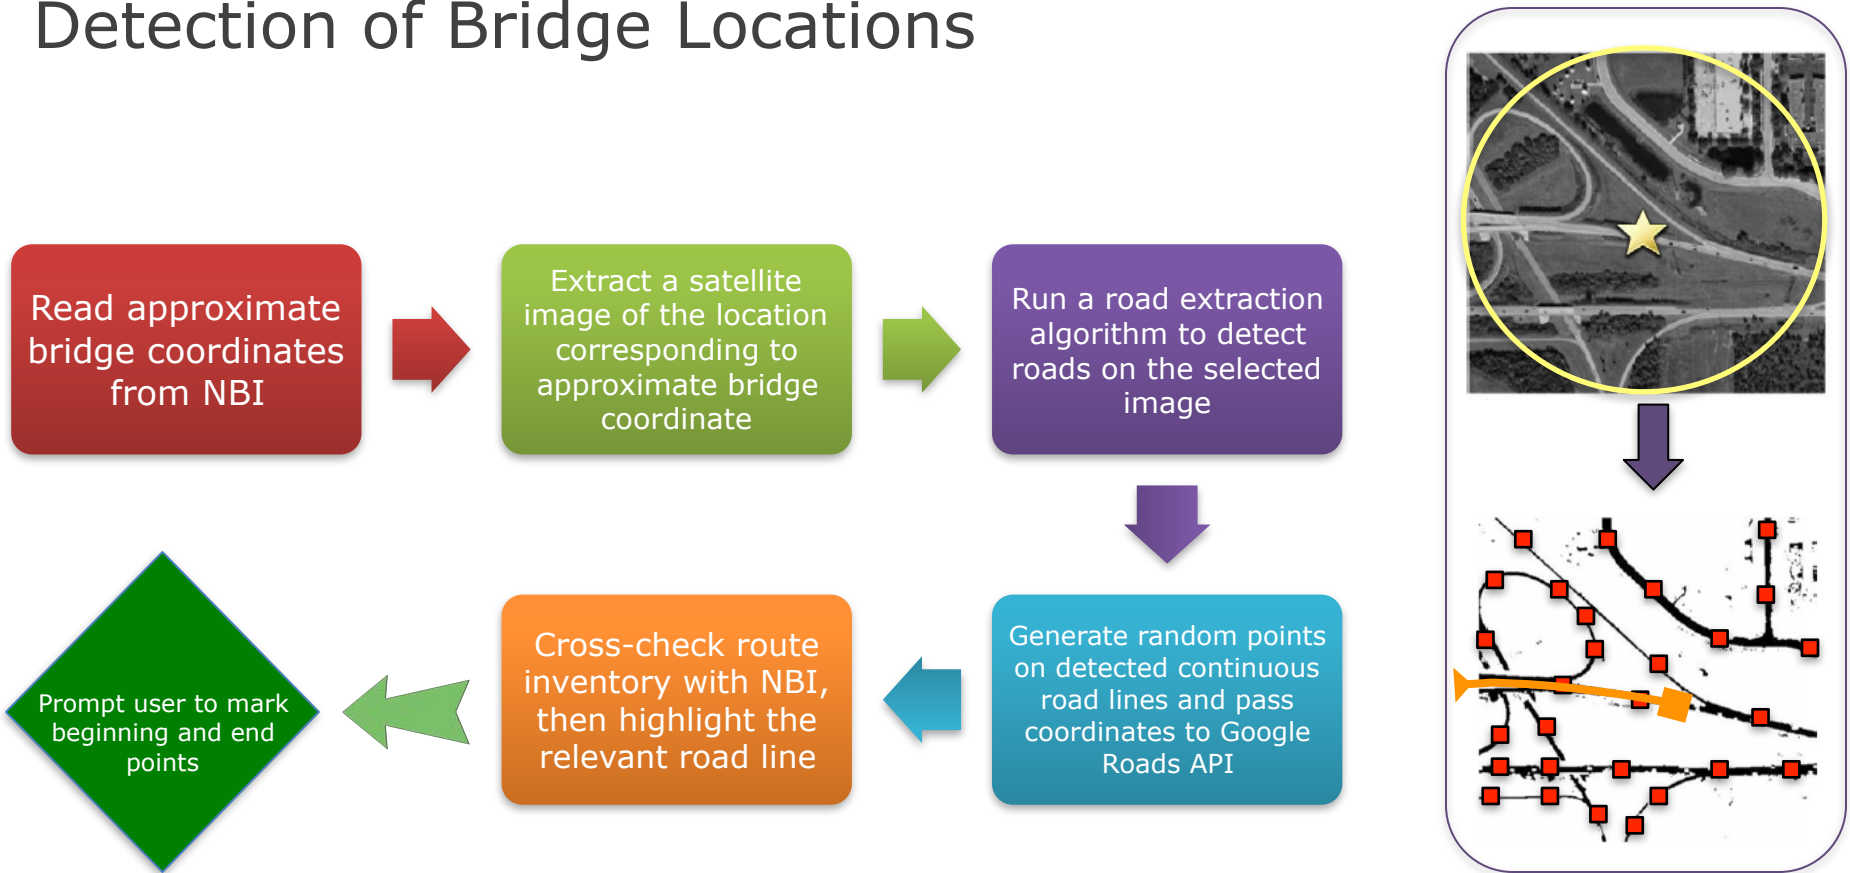 Detection of Bridge Locations
Read approximate
bridge coordinates
from NBI
Extract a satellite
image of the location
corresponding to
approximate bridge
coordinate
Run a road extraction
algorithm to detect
roads on the selected
image
Generate random points
on detected continuous
road lines and pass
coordinates to Google
Roads API
Cross-check route
inventory with NBI,
then highlight the
relevant road line
Prompt user to mark
beginning and end
points